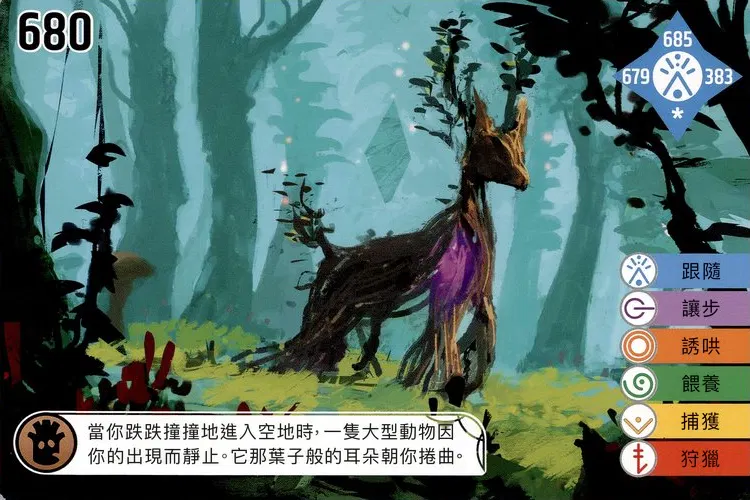 680
685
679 383
*
跟隨
讓步
誘哄
餵養
捕獲
狩獵
當你跌跌撞撞地進入空地時，一隻大型動物因
你的出現而靜止。它那葉子般的耳朵朝你捲曲。